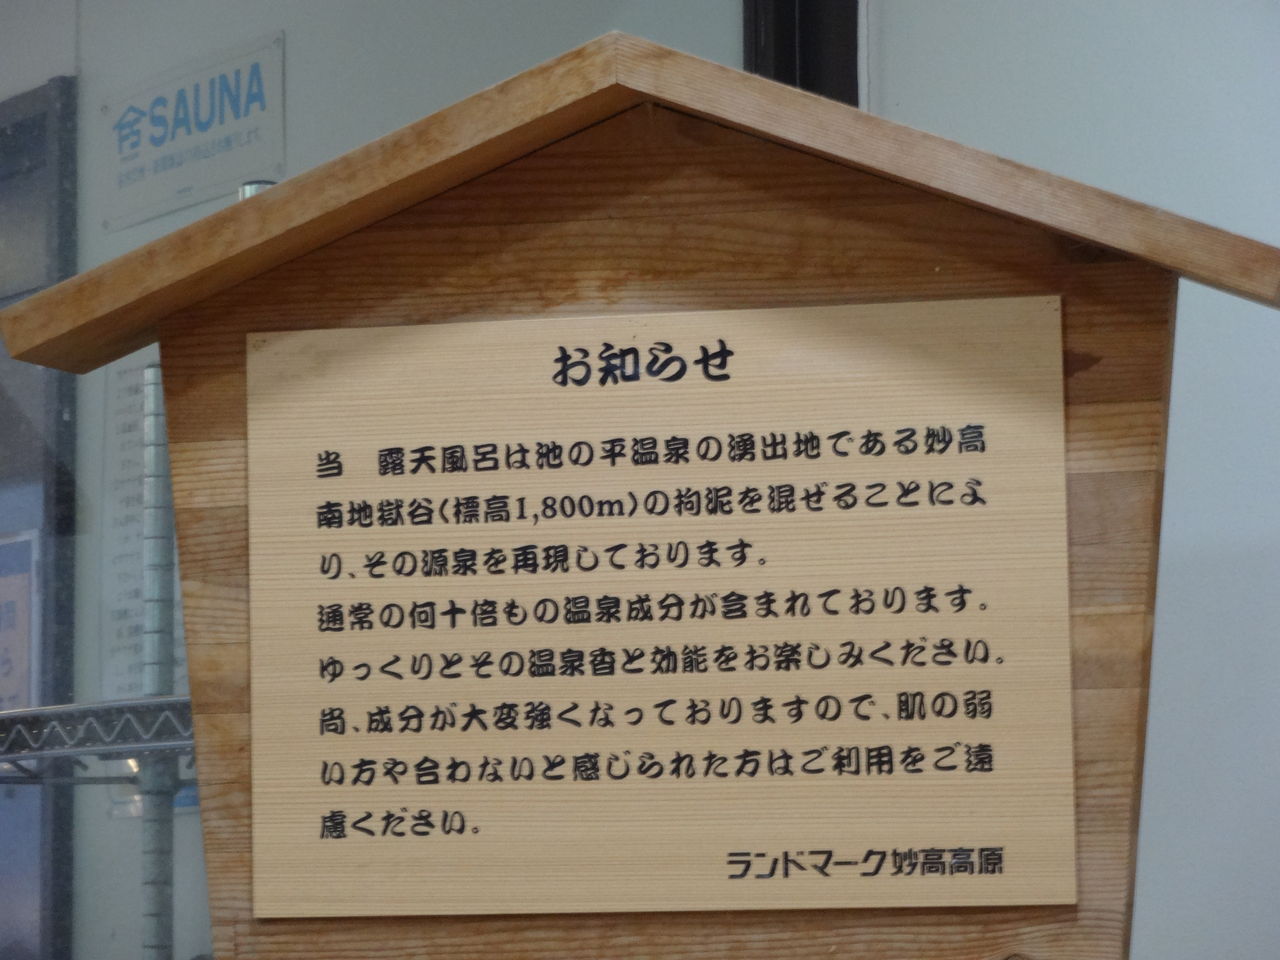 SAUNA
お知らせ
当　露天風呂は池の平温泉の湧出地である妙高
南地獄谷(標高1,800m)の拘泥を混ぜることによ
り、その源泉を再現しております。
通常の何十倍もの温泉成分が含まれております。
ゆっくりとその温泉香と効能をお楽しみください。
尚、成分が大変強くなっておりますので、肌の弱
い方や合わないと感じられた方はご利用をご遠
慮ください。
ランドマーク妙高高原